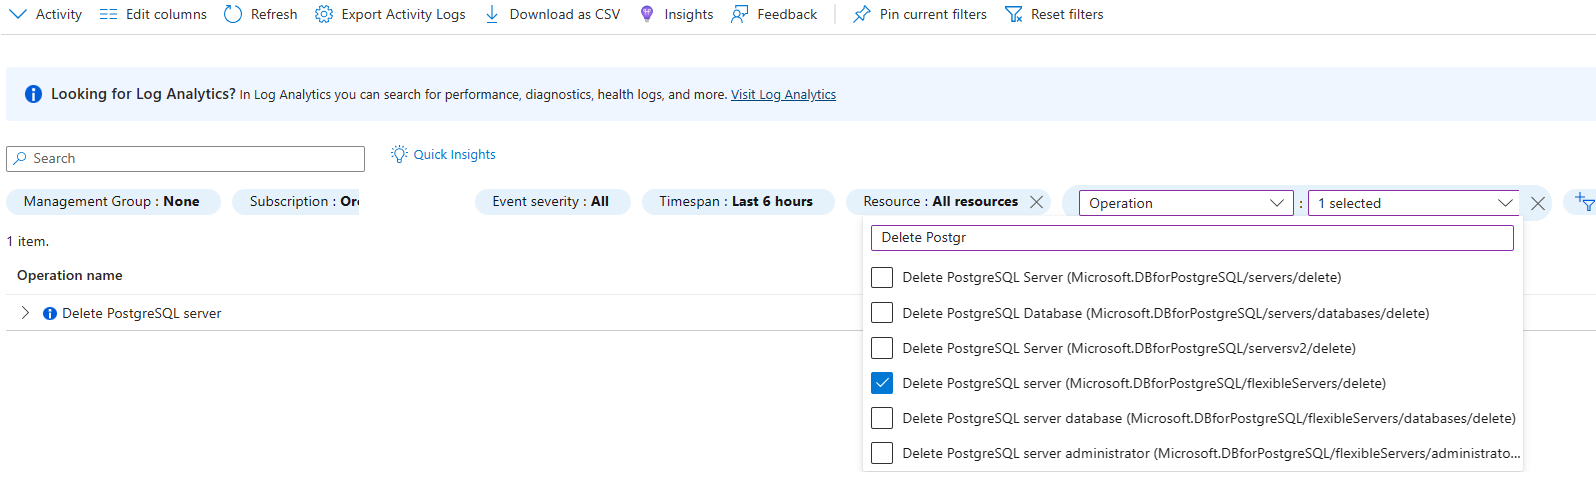 Activity Edit columns Refresh Export Activity Logs Download as CSV Insights Feedback Pin current filters Reset filters
Looking for Log Analytics? In Log Analytics you can search for performance, diagnostics, health logs, and more. Visit Log Analytics
Search Quick Insights
Management Group : None Subscription : Or Event severity : All Timespan : Last 6 hours Resource : All resources Operation : 1 selected
1 item.
Delete Postgr
Operation name
Delete PostgreSQL Server (Microsoft.DBforPostgreSQL/servers/delete)
Delete PostgreSQL server
Delete PostgreSQL Database (Microsoft.DBforPostgreSQL/servers/databases/delete)
Delete PostgreSQL Server (Microsoft.DBforPostgreSQL/serversv2/delete)
Delete PostgreSQL server (Microsoft.DBforPostgreSQL/flexibleServers/delete)
Delete PostgreSQL server database (Microsoft.DBforPostgreSQL/flexibleServers/databases/delete)
Delete PostgreSQL server administrator (Microsoft.DBforPostgreSQL/flexibleServers/administrato...